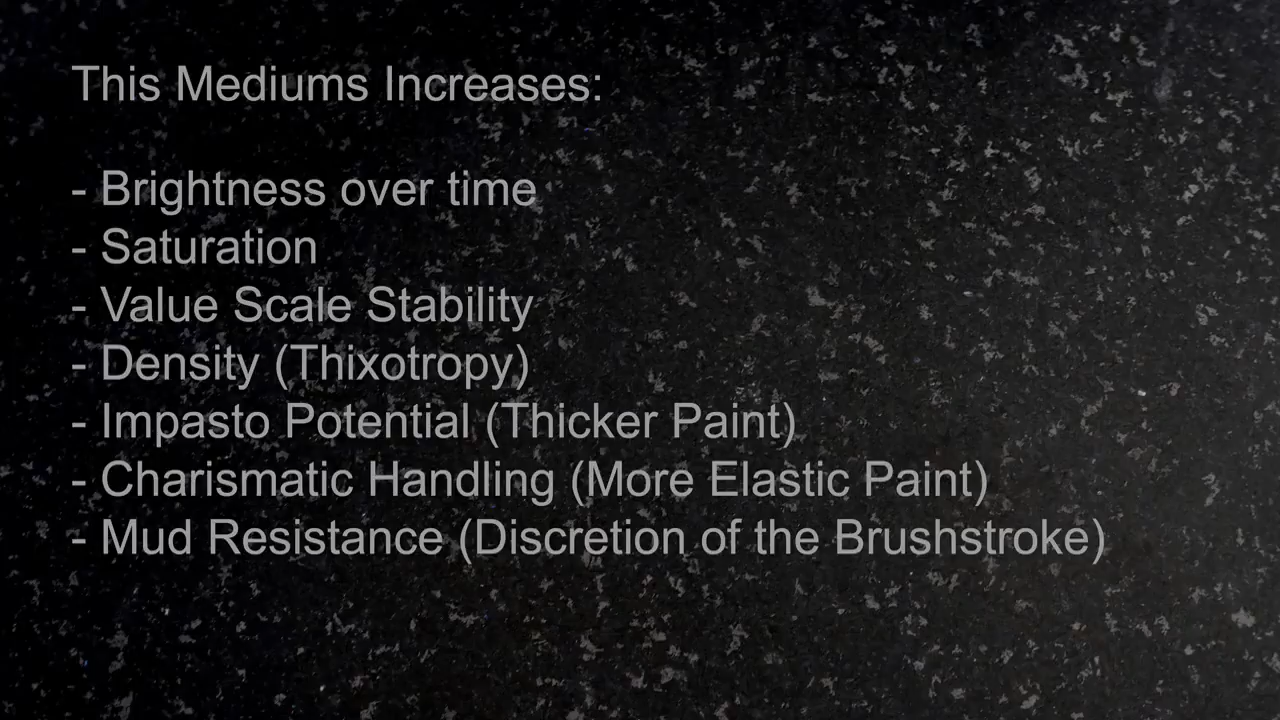 This Mediums Increases:
- Brightness over time
- Saturation
- Value Scale Stability
- Density (Thixotropy)
- Impasto Potential (Thicker Paint)
- Charismatic Handling (More Elastic Paint)
- Mud Resistance (Discretion of the Brushstroke)